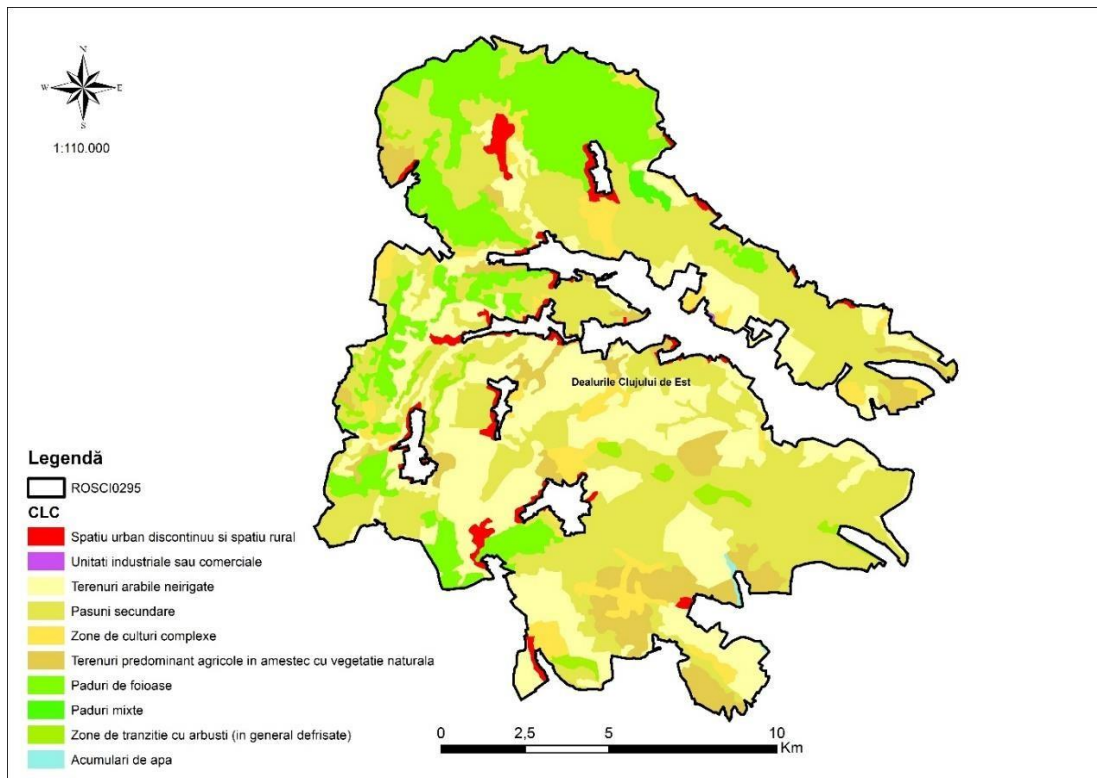 N
W E
S
1:110.000
Dealurile Clujului de Est
Legendă
ROSCI0295
CLC
Spatiu urban discontinuu si spatiu rural
Unitati industriale sau comerciale
Terenuri arabile neirigate
Pasuni secundare
Zone de culturi complexe
Terenuri predominant agricole in amestec cu vegetatie naturala
Paduri de foioase
Paduri mixte
Zone de tranzitie cu arbusti (in general defrisate)
Acumulari de apa
0 2,5 5 10
Km